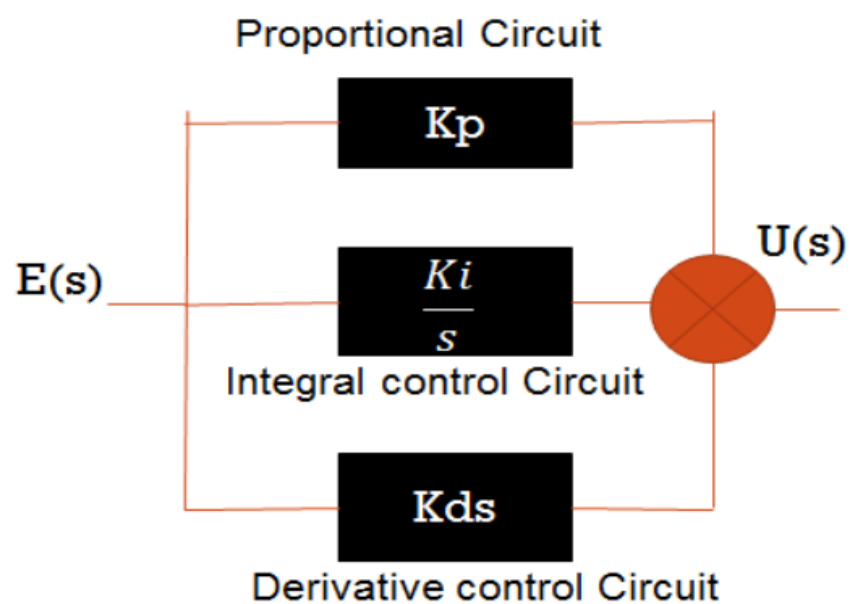 Proportional Circuit
Kp
U(s)
E(s)
Ki
s
Integral control Circuit
Kds
Derivative control Circuit